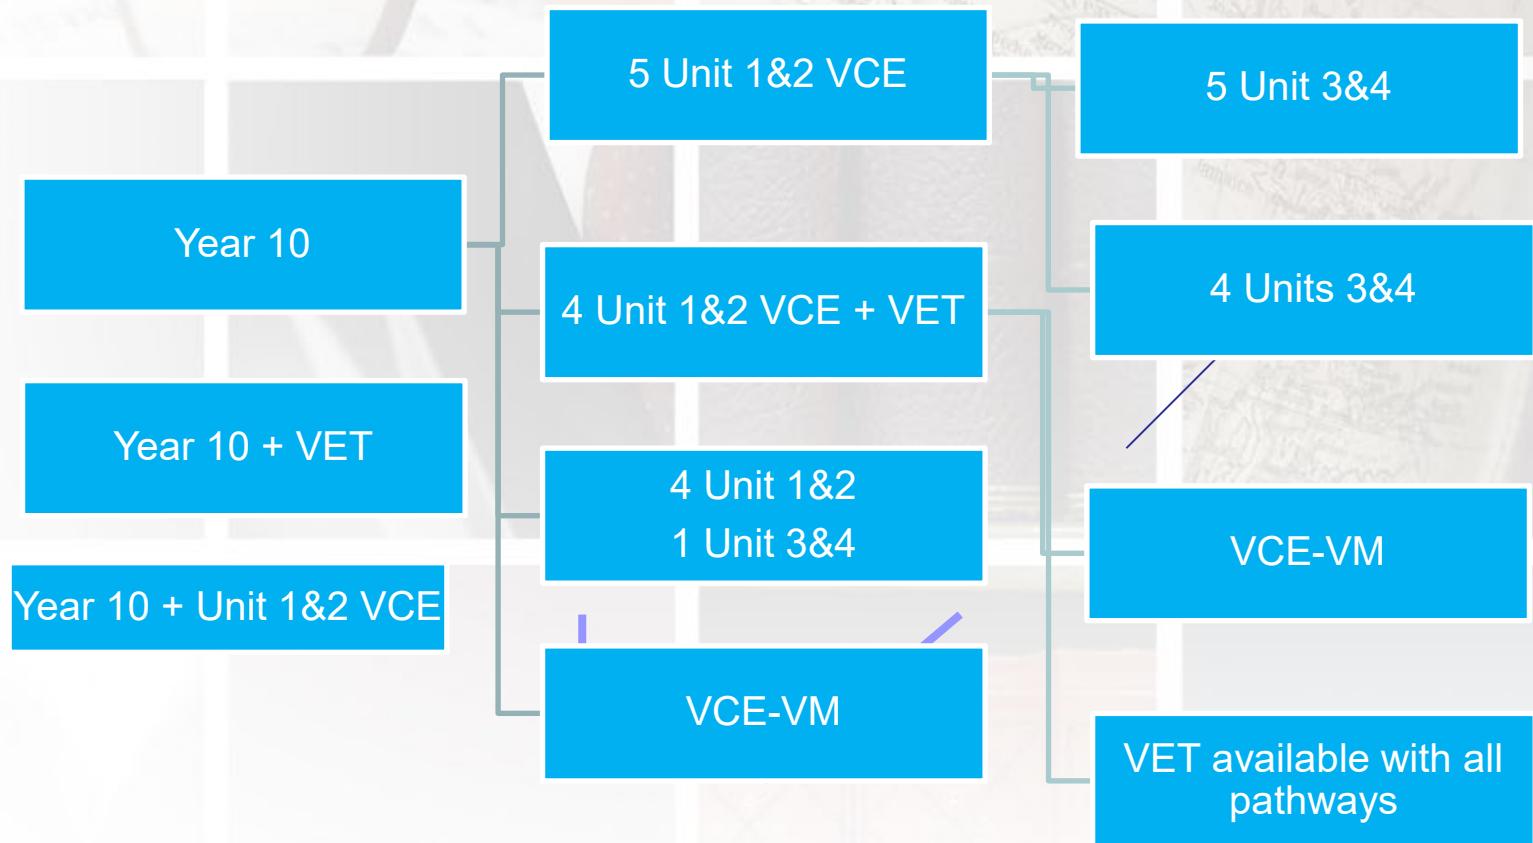 Year 10
Year 10 + VET
Year 10 + Unit 1&2 VCE
5 Unit 1&2 VCE
4 Unit 1&2 VCE + VET
4 Unit 1&2
1 Unit 3&4
VCE-VM
5 Unit 3&4
4 Units 3&4
VCE-VM
VET available with all
pathways